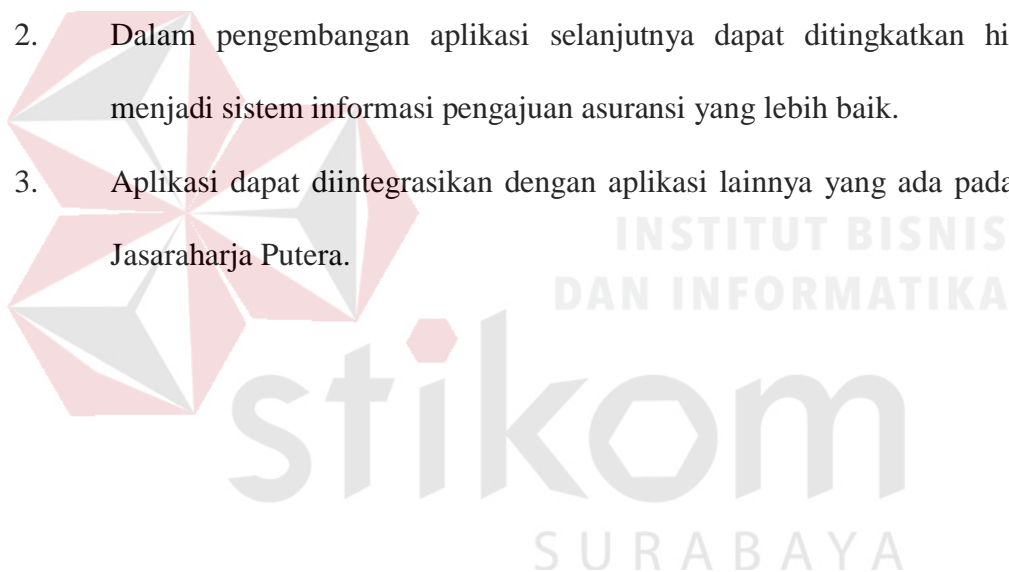 2. Dalam pengembangan aplikasi selanjutnya dapat ditingkatkan
menjadi sistem informasi pengajuan asuransi yang lebih baik.
3. Aplikasi dapat diintegrasikan dengan aplikasi lainnya yang ada pada
Jasaraharja Putera.
INSTITUT BISNIS
DAN INFORMATIKA
stikom
SURABAYA